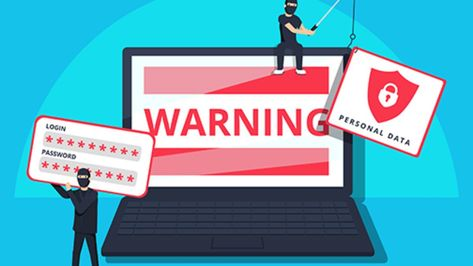 WARNING
PERSONAL DATA
LOGIN
*********
PASSWORD
*********